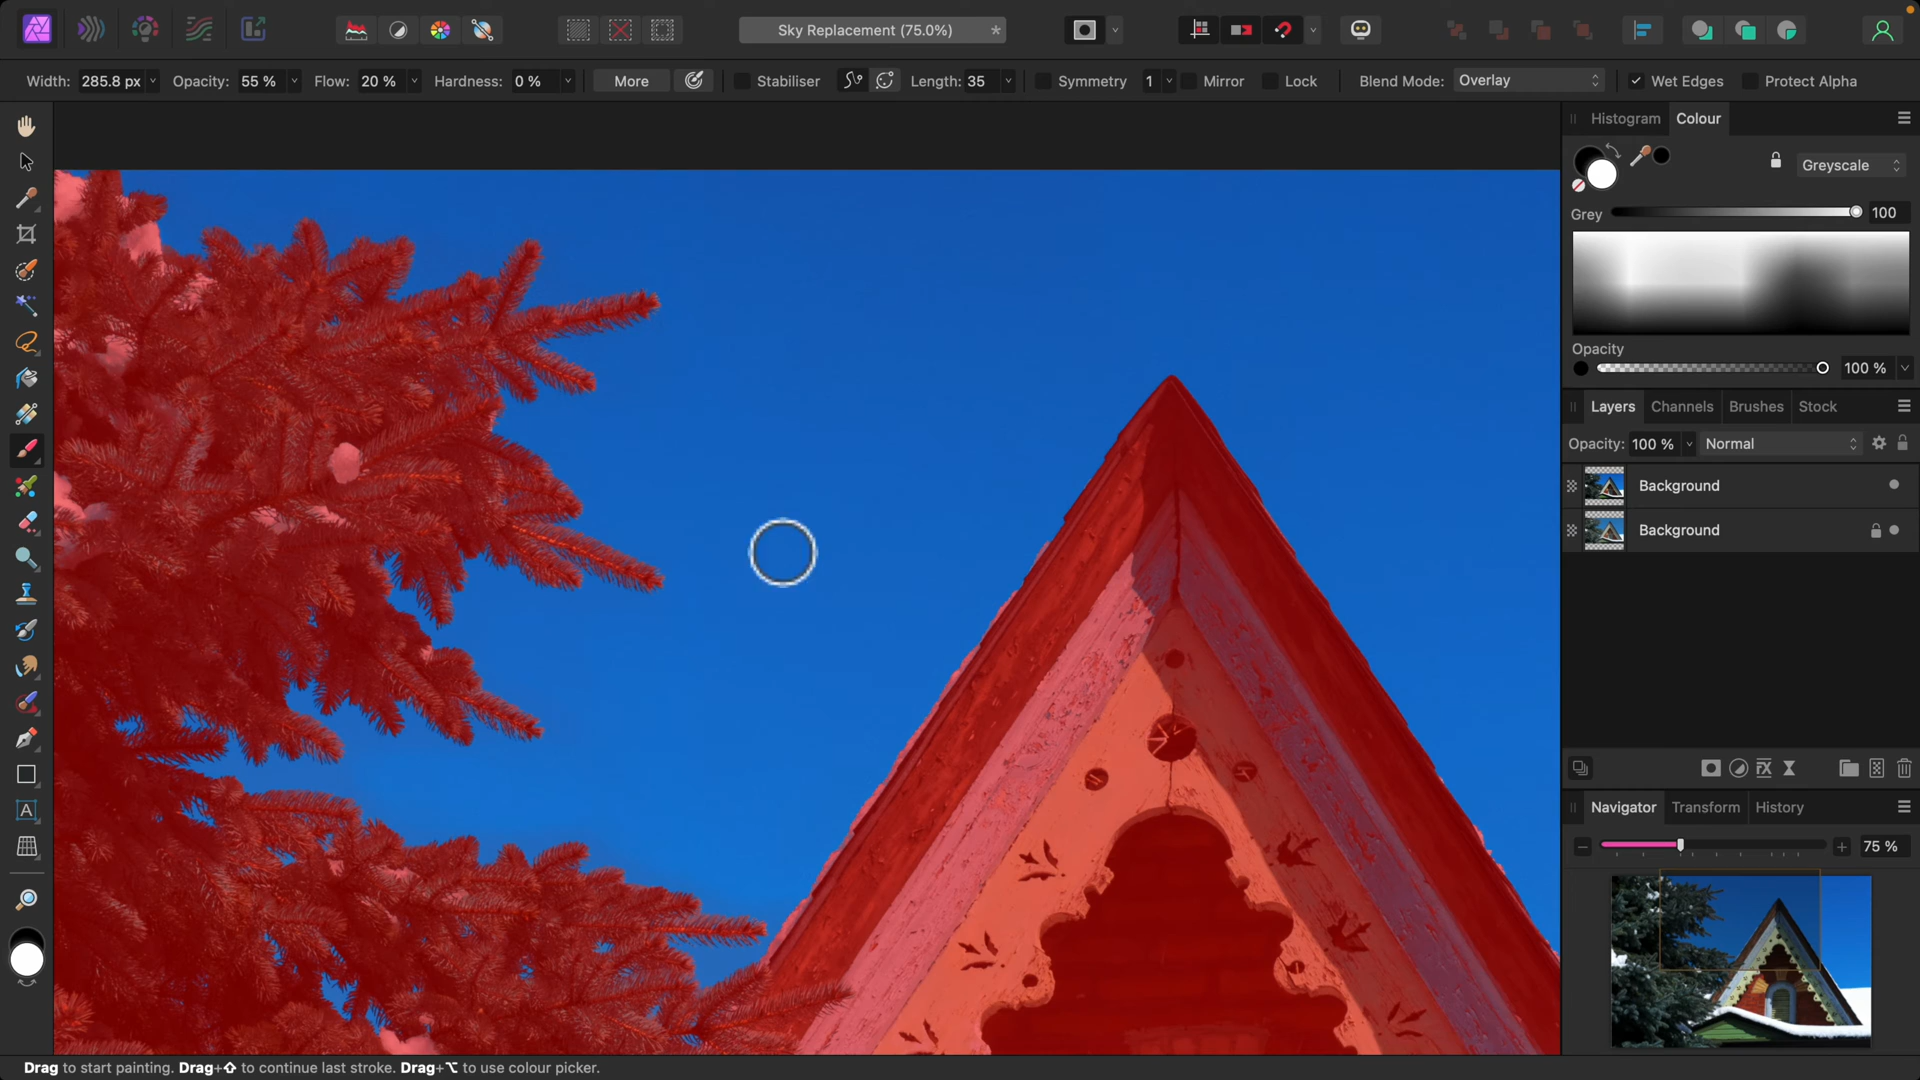 Sky Replacement (75.0%) *
Width: 285.8 px Opacity: 55 % Flow: 20 % Hardness: 0 % More Stabiliser Length: 35 Symmetry 1 Mirror Lock Blend Mode: Overlay Wet Edges Protect Alpha
Histogram Colour
Greyscale
Grey 100
Opacity
100 %
Layers Channels Brushes Stock
Opacity: 100 % Normal
Background
Background
Navigator Transform History
75 %
Drag to start painting. Drag+⇧ to continue last stroke. Drag+⌥ to use colour picker.